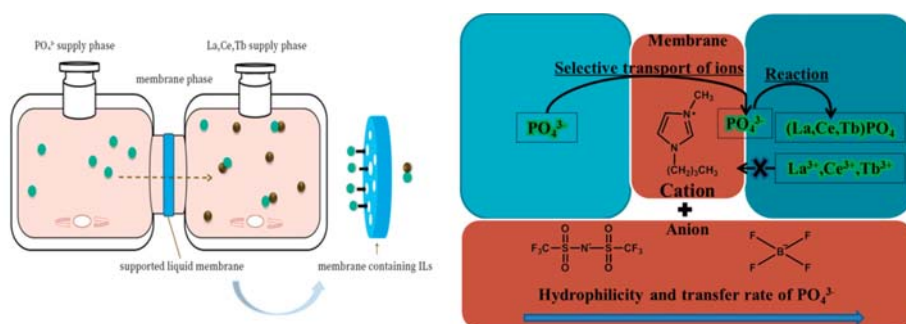 PO₄³⁻ supply phase
La,Ce,Tb supply phase
membrane phase
supported liquid membrane
membrane containing ILs
Membrane
Selective transport of ions
Reaction
CH₃
N⁺
PO₄³⁻
PO₄³⁻
(La,Ce,Tb)PO₄
La³⁺,Ce³⁺,Tb³⁺
X
N
(CH₂)₃CH₃
Cation
+
Anion
O O
F₃C S N⁻ S CF₃
O O
F F
B⁻
F F
Hydrophilicity and transfer rate of PO₄³⁻